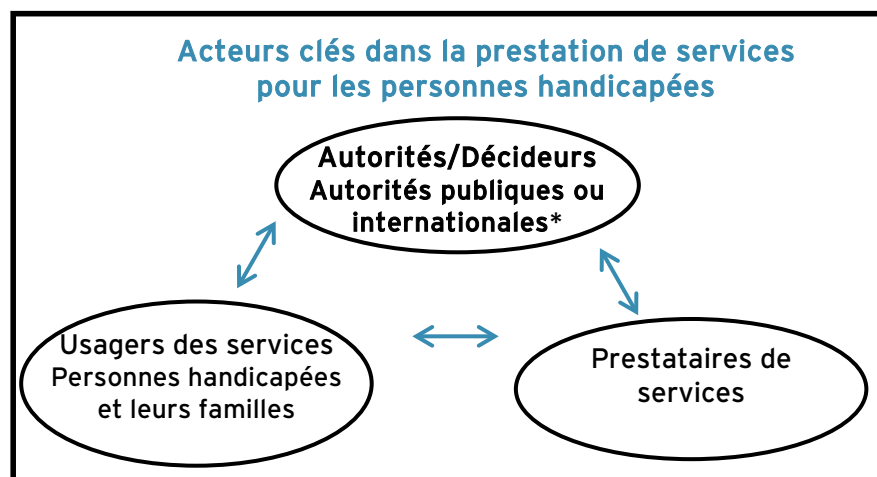 Acteurs clés dans la prestation de services
pour les personnes handicapées
Autorités/Décideurs
Autorités publiques ou
internationales*
Usagers des services
Personnes handicapées
et leurs familles
Prestataires de
services